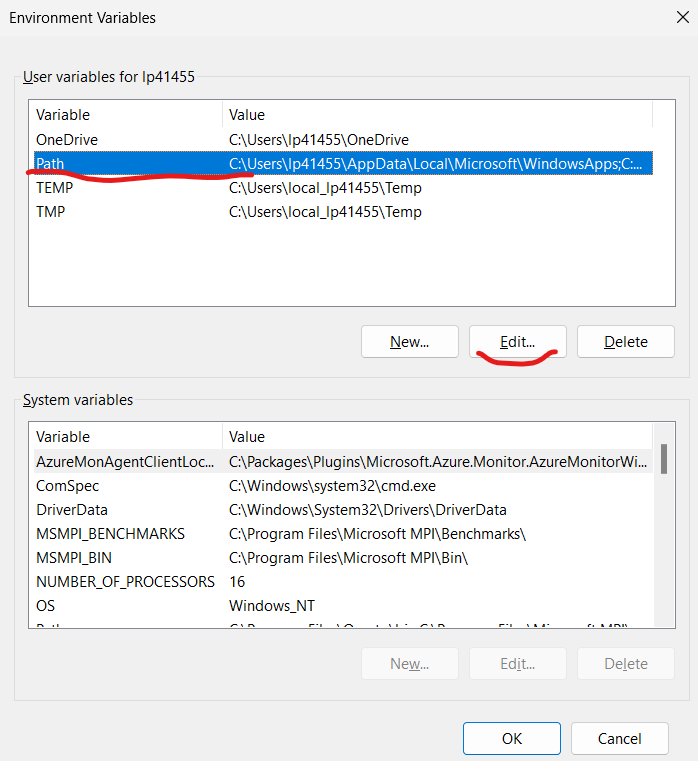 Environment Variables
User variables for lp41455
Variable Value
OneDrive C:\Users\lp41455\OneDrive
Path C:\Users\lp41455\AppData\Local\Microsoft\WindowsApps;C:...
TEMP C:\Users\local_lp41455\Temp
TMP C:\Users\local_lp41455\Temp
New... Edit... Delete
System variables
Variable Value
AzureMonAgentClientLoc... C:\Packages\Plugins\Microsoft.Azure.Monitor.AzureMonitorWi...
ComSpec C:\Windows\system32\cmd.exe
DriverData C:\Windows\System32\Drivers\DriverData
MSMPI_BENCHMARKS C:\Program Files\Microsoft MPI\Benchmarks\
MSMPI_BIN C:\Program Files\Microsoft MPI\Bin\
NUMBER_OF_PROCESSORS 16
OS Windows_NT
New... Edit... Delete
OK Cancel